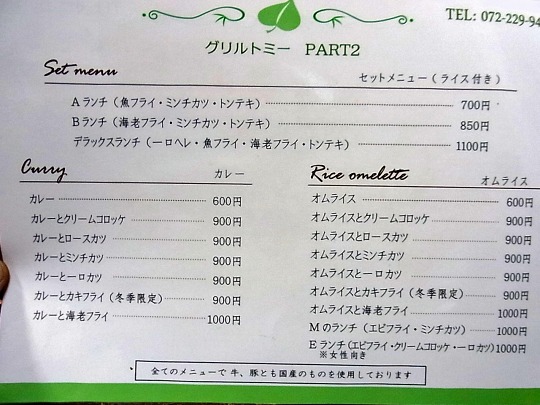 TEL: 072-229-94
グリルトミー PART2
Set menu
セットメニュー(ライス付き)
Aランチ(魚フライ・ミンチカツ・トンテキ) 700円
Bランチ(海老フライ・ミンチカツ・トンテキ) 850円
デラックスランチ(一口ヘレ・魚フライ・海老フライ・トンテキ) 1100円
Curry カレー
カレー 600円
カレーとクリームコロッケ 900円
カレーとロースカツ 900円
カレーとミンチカツ 900円
カレーと一口カツ 900円
カレーとカキフライ(冬季限定) 900円
カレーと海老フライ 1000円
Rice omelette オムライス
オムライス 600円
オムライスとクリームコロッケ 900円
オムライスとロースカツ 900円
オムライスとミンチカツ 900円
オムライスと一口カツ 900円
オムライスとカキフライ(冬季限定) 900円
オムライスと海老フライ 1000円
Mのランチ(エビフライ・ミンチカツ) 1000円
Eランチ(エビフライ・クリームコロッケ・一口カツ) 1000円
※女性向き
全てのメニューで牛、豚とも国産のものを使用しております